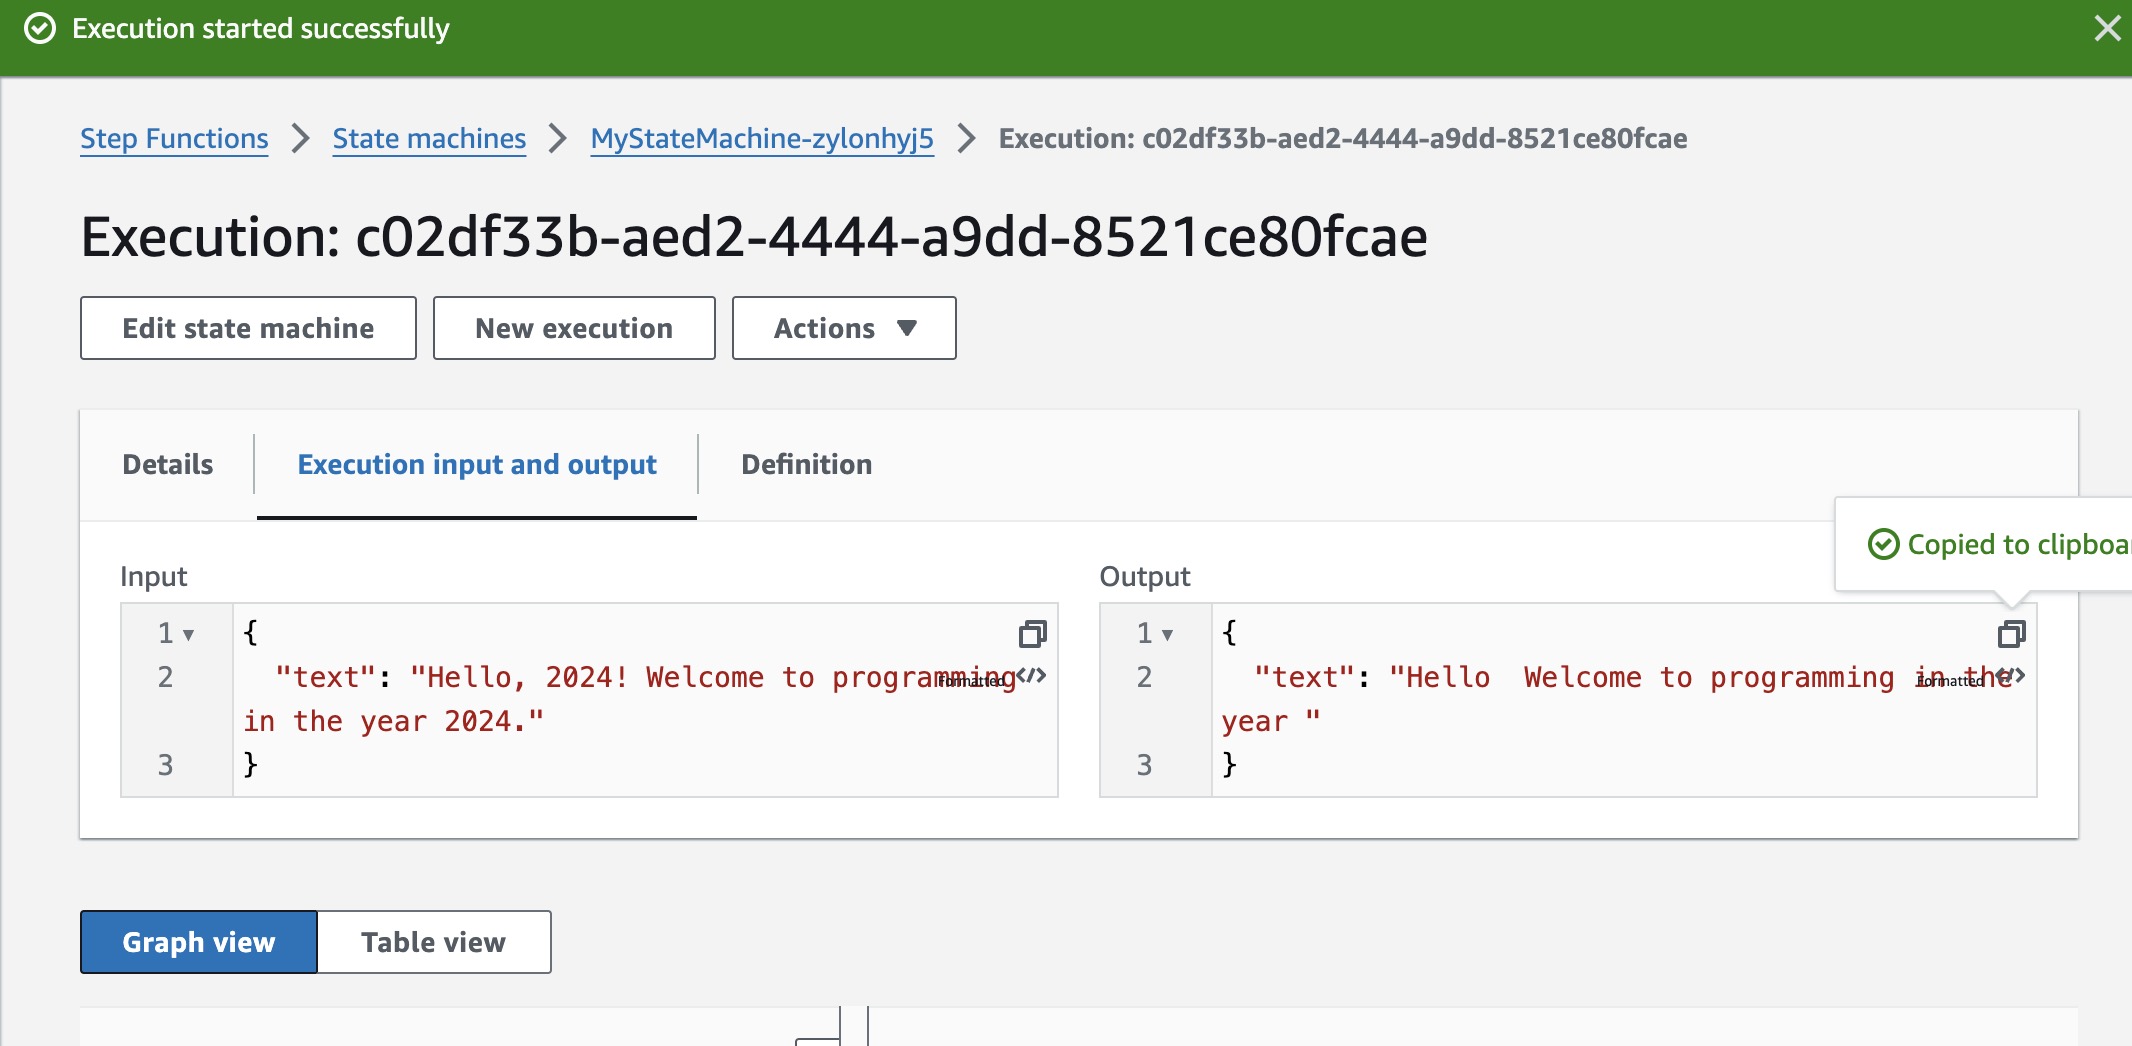 Execution started successfully
Step Functions > State machines > MyStateMachine-zylonhyj5 > Execution: c02df33b-aed2-4444-a9dd-8521ce80fcae
Execution: c02df33b-aed2-4444-a9dd-8521ce80fcae
Edit state machine New execution Actions ▼
Details Execution input and output Definition
Copied to clipboa
Input
1 ▾ {
2 "text": "Hello, 2024! Welcome to programming
Formatted </>
in the year 2024."
3 }
Output
1 ▾ {
2 "text": "Hello  Welcome to programming in the
Formatted </>
year "
3 }
Graph view Table view